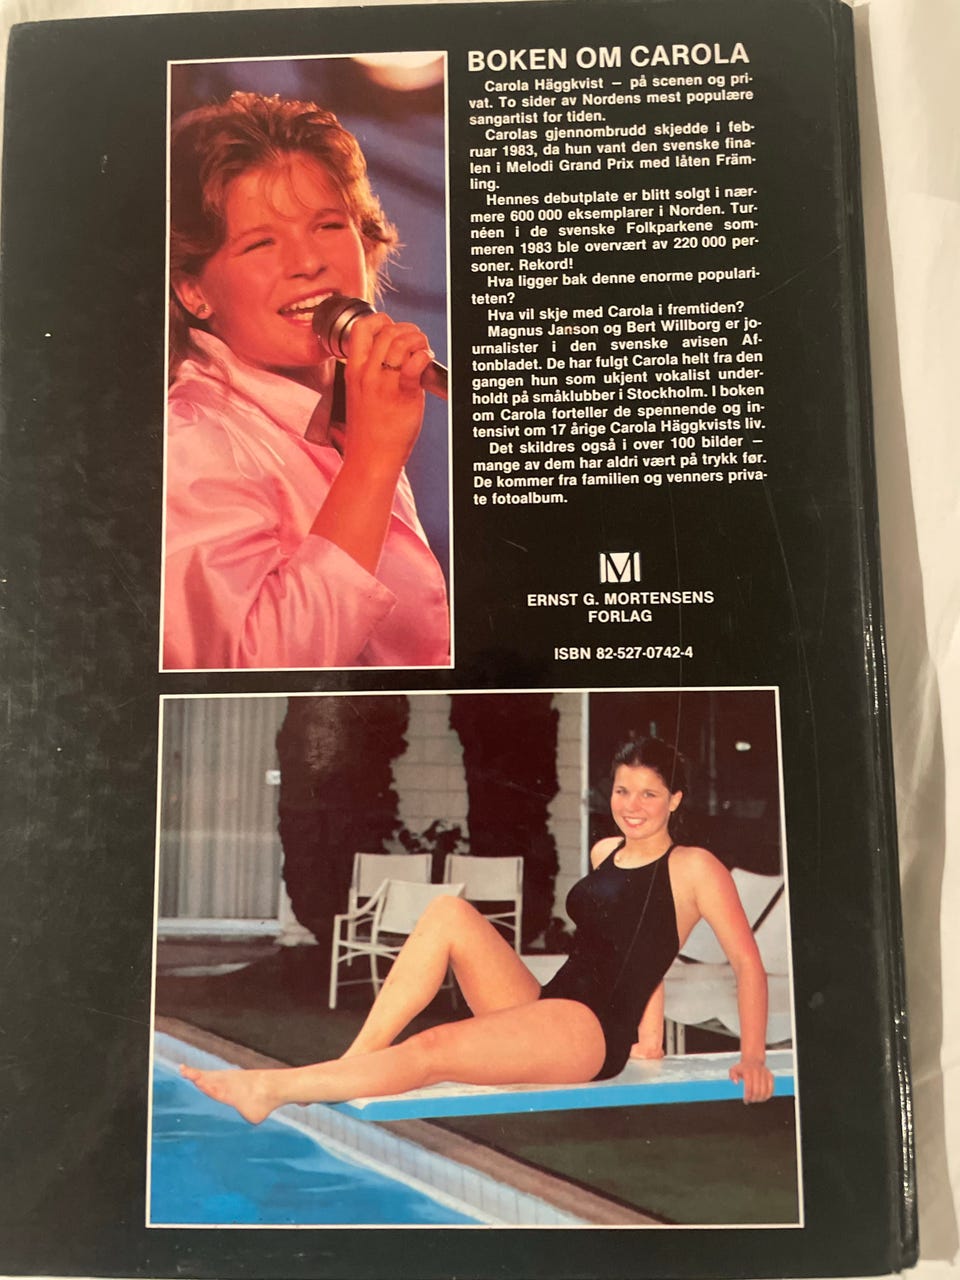 BOKEN OM CAROLA
Carola Häggkvist – på scenen og pri-
vat. To sider av Nordens mest populære
sangartist for tiden.
Carolas gjennombrudd skjedde i feb-
ruar 1983, da hun vant den svenske fina-
len i Melodi Grand Prix med låten Främ-
ling.
Hennes debutplate er blitt solgt i nær-
mere 600 000 eksemplarer i Norden. Tur-
néen i de svenske Folkparkene som-
meren 1983 ble overvært av 220 000 per-
soner. Rekord!
Hva ligger bak denne enorme populari-
teten?
Hva vil skje med Carola i fremtiden?
Magnus Janson og Bert Willborg er jo-
urnalister i den svenske avisen Af-
tonbladet. De har fulgt Carola helt fra den
gangen hun som ukjent vokalist under-
holdt på småklubber i Stockholm. I boken
om Carola forteller de spennende og in-
tensivt om 17 årige Carola Häggkvists liv.
Det skildres også i over 100 bilder –
mange av dem har aldri vært på trykk før.
De kommer fra familien og venners priva-
te fotoalbum.
M
ERNST G. MORTENSENS
FORLAG
ISBN 82-527-0742-4